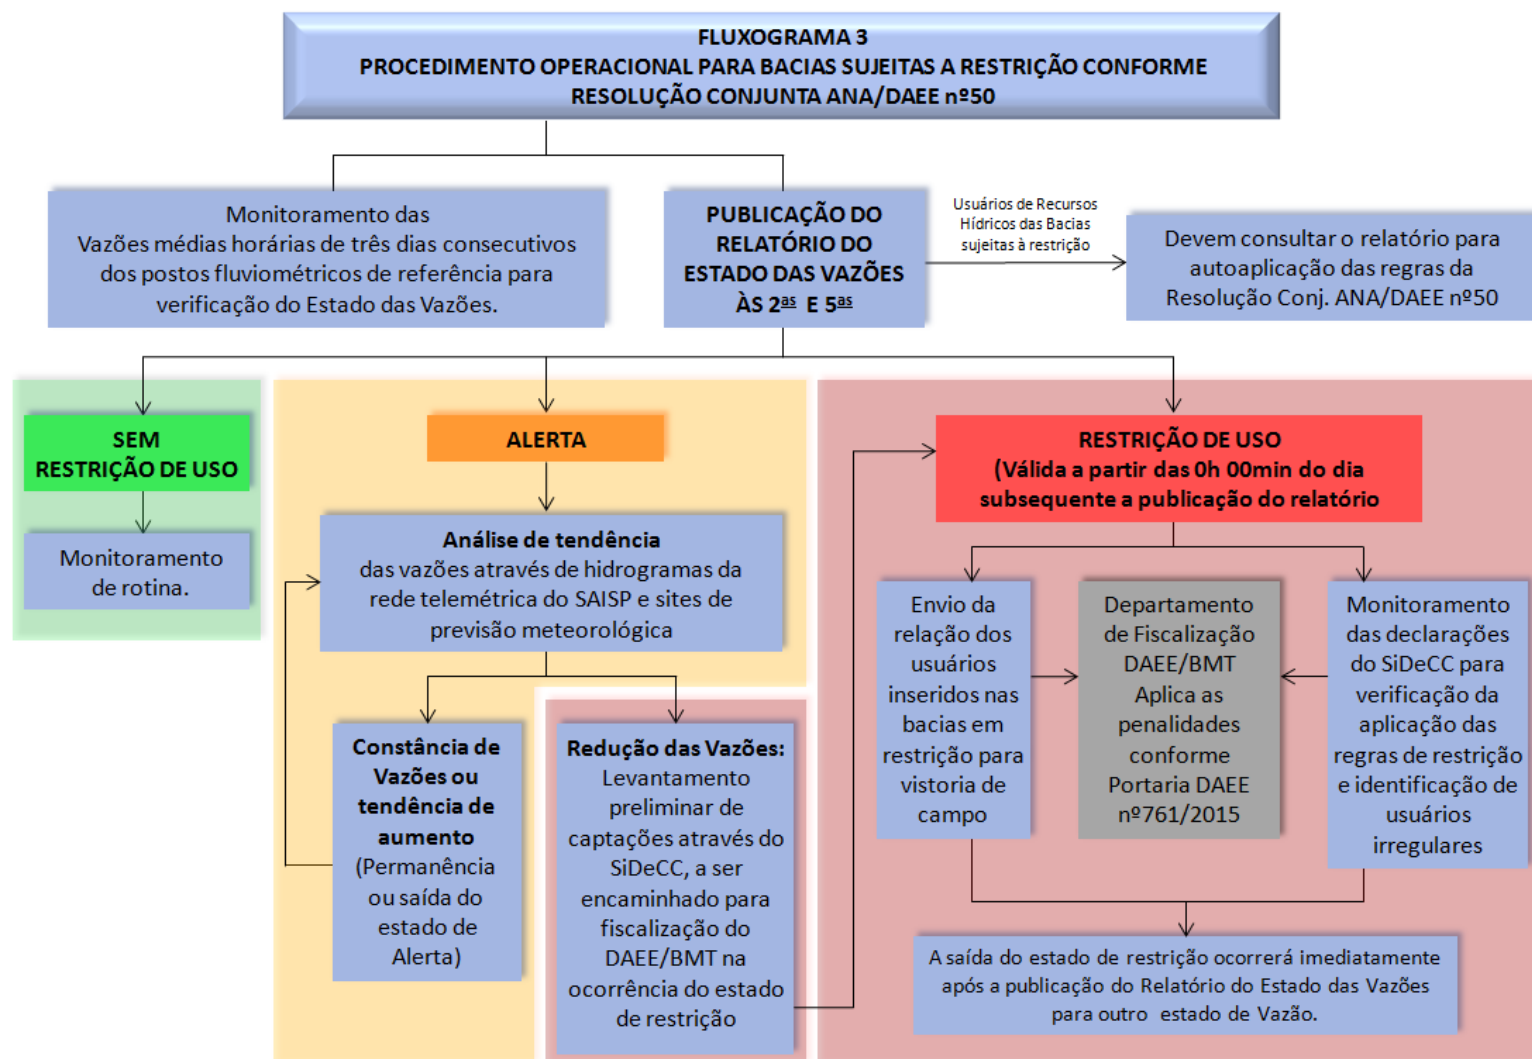 FLUXOGRAMA 3
PROCEDIMENTO OPERACIONAL PARA BACIAS SUJEITAS A RESTRIÇÃO CONFORME
RESOLUÇÃO CONJUNTA ANA/DAEE nº50
Monitoramento das
Vazões médias horárias de três dias consecutivos
dos postos fluviométricos de referência para
verificação do Estado das Vazões.
PUBLICAÇÃO DO
RELATÓRIO DO
ESTADO DAS VAZÕES
ÀS 2as E 5as
Usuários de Recursos
Hídricos das Bacias
sujeitas à restrição
Devem consultar o relatório para
autoaplicação das regras da
Resolução Conj. ANA/DAEE nº50
SEM
RESTRIÇÃO DE USO
Monitoramento
de rotina.
ALERTA
Análise de tendência
das vazões através de hidrogramas da
rede telemétrica do SAISP e sites de
previsão meteorológica
Constância de
Vazões ou
tendência de
aumento
(Permanência
ou saída do
estado de
Alerta)
Redução das Vazões:
Levantamento
preliminar de
captações através do
SiDeCC, a ser
encaminhado para
fiscalização do
DAEE/BMT na
ocorrência do estado
de restrição
RESTRIÇÃO DE USO
(Válida a partir das 0h 00min do dia
subsequente a publicação do relatório
Envio da
relação dos
usuários
inseridos nas
bacias em
restrição para
vistoria de
campo
Departamento
de Fiscalização
DAEE/BMT
Aplica as
penalidades
conforme
Portaria DAEE
nº761/2015
Monitoramento
das declarações
do SiDeCC para
verificação da
aplicação das
regras de restrição
e identificação de
usuários
irregulares
A saída do estado de restrição ocorrerá imediatamente
após a publicação do Relatório do Estado das Vazões
para outro estado de Vazão.